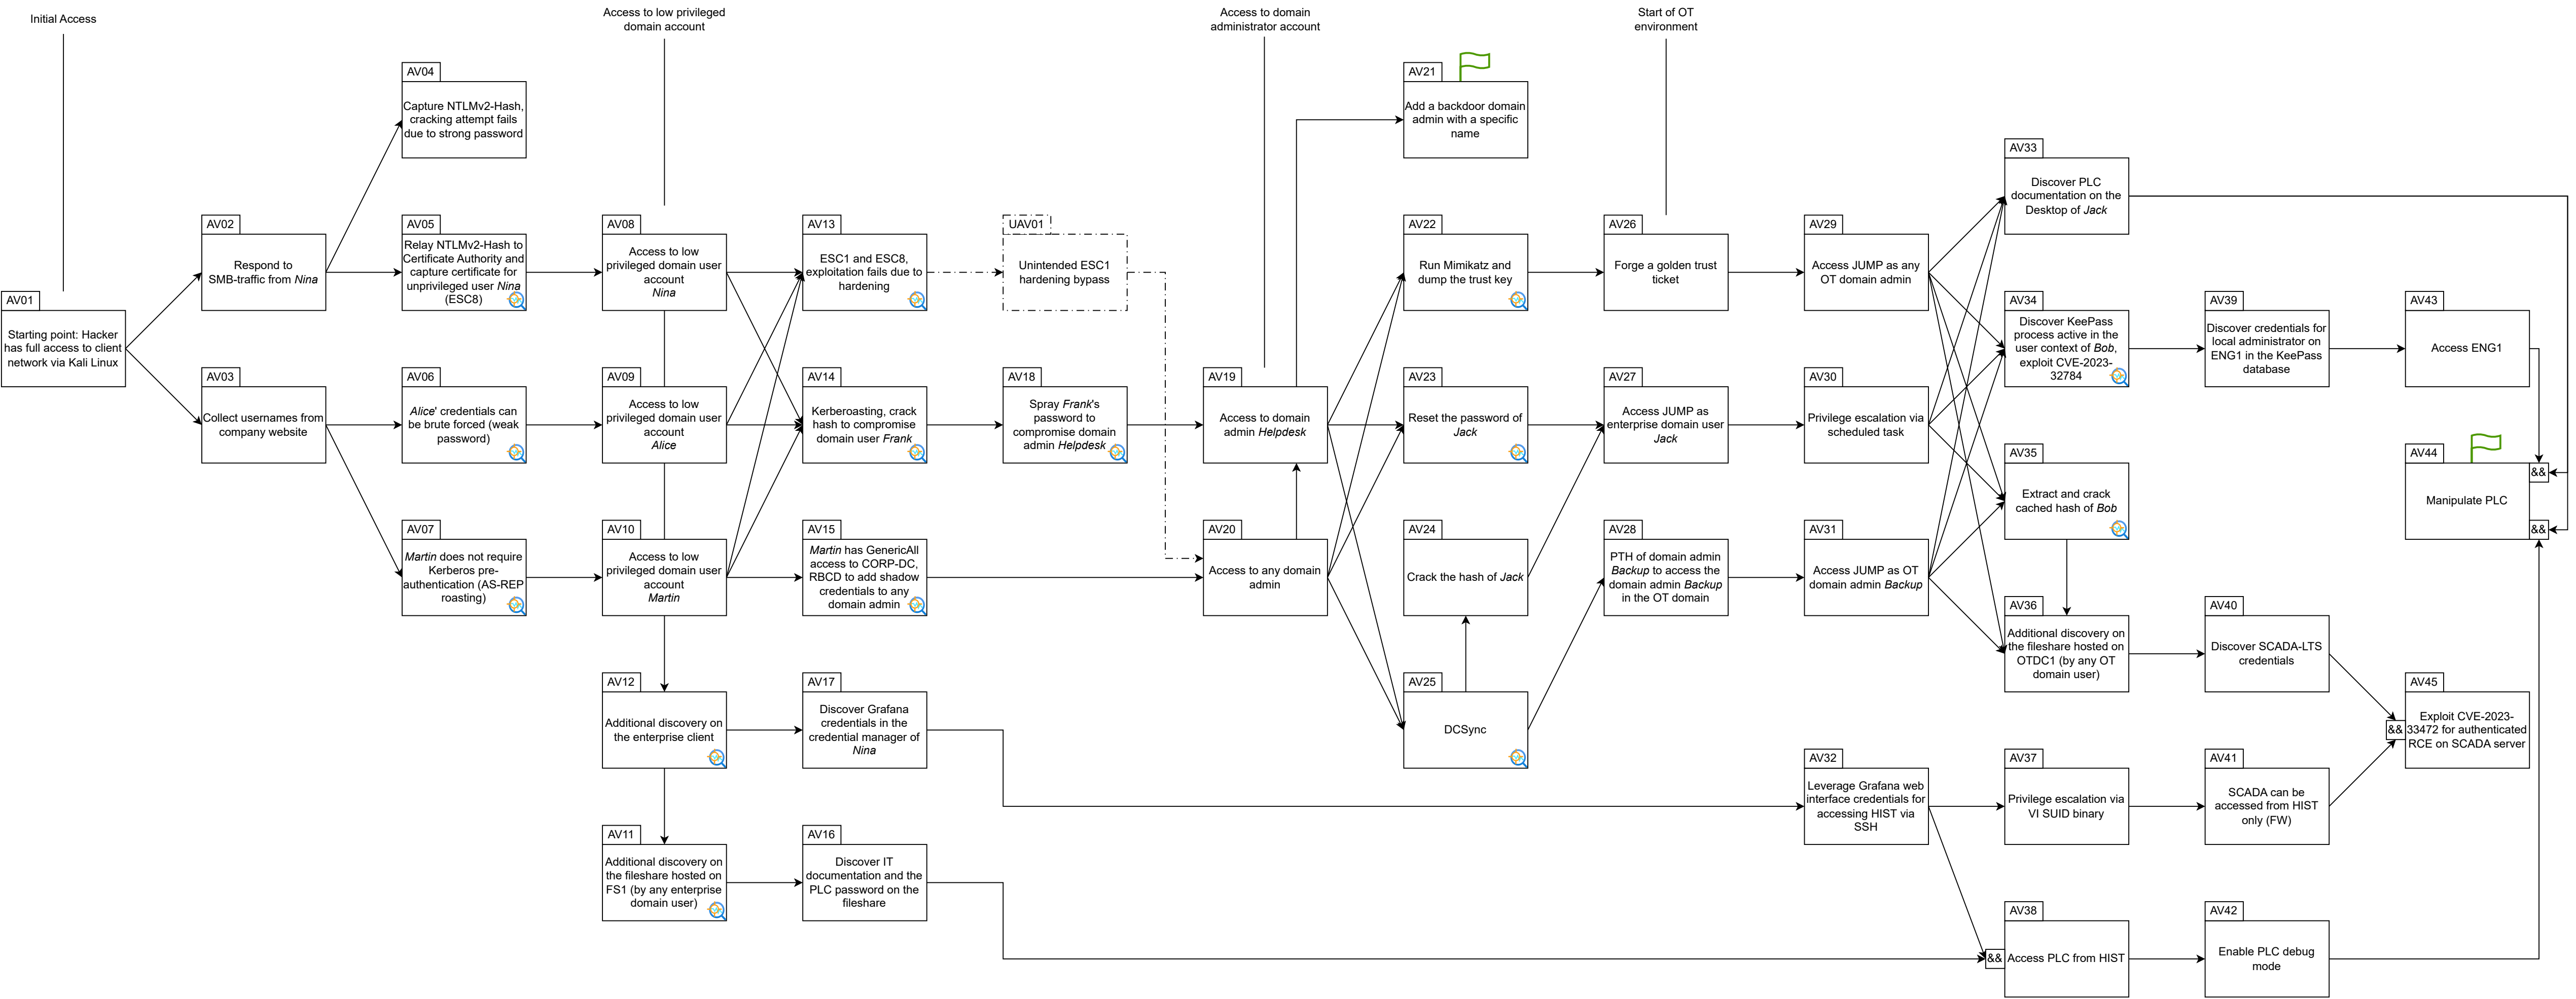 Initial Access
Access to low privileged
domain account
Access to domain
administrator account
Start of OT
environment
AV01
Starting point: Hacker
has full access to client
network via Kali Linux
AV02
Respond to
SMB-traffic from Nina
AV03
Collect usernames from
company website
AV04
Capture NTLMv2-Hash,
cracking attempt fails
due to strong password
AV05
Relay NTLMv2-Hash to
Certificate Authority and
capture certificate for
unprivileged user Nina
(ESC8)
AV06
Alice' credentials can
be brute forced (weak
password)
AV07
Martin does not require
Kerberos pre-
authentication (AS-REP
roasting)
AV08
Access to low
privileged domain user
account
Nina
AV09
Access to low
privileged domain user
account
Alice
AV10
Access to low
privileged domain user
account
Martin
AV12
Additional discovery on
the enterprise client
AV11
Additional discovery on
the fileshare hosted on
FS1 (by any enterprise
domain user)
AV13
ESC1 and ESC8,
exploitation fails due to
hardening
AV14
Kerberoasting, crack
hash to compromise
domain user Frank
AV15
Martin has GenericAll
access to CORP-DC,
RBCD to add shadow
credentials to any
domain admin
AV17
Discover Grafana
credentials in the
credential manager of
Nina
AV16
Discover IT
documentation and the
PLC password on the
fileshare
UAV01
Unintended ESC1
hardening bypass
AV18
Spray Frank's
password to
compromise domain
admin Helpdesk
AV19
Access to domain
admin Helpdesk
AV20
Access to any domain
admin
AV21
Add a backdoor domain
admin with a specific
name
AV22
Run Mimikatz and
dump the trust key
AV23
Reset the password of
Jack
AV24
Crack the hash of Jack
AV25
DCSync
AV26
Forge a golden trust
ticket
AV27
Access JUMP as
enterprise domain user
Jack
AV28
PTH of domain admin
Backup to access the
domain admin Backup
in the OT domain
AV29
Access JUMP as any
OT domain admin
AV30
Privilege escalation via
scheduled task
AV31
Access JUMP as OT
domain admin Backup
AV32
Leverage Grafana web
interface credentials for
accessing HIST via
SSH
AV33
Discover PLC
documentation on the
Desktop of Jack
AV34
Discover KeePass
process active in the
user context of Bob,
exploit CVE-2023-
32784
AV35
Extract and crack
cached hash of Bob
AV36
Additional discovery on
the fileshare hosted on
OTDC1 (by any OT
domain user)
AV37
Privilege escalation via
VI SUID binary
AV38
&&
Access PLC from HIST
AV39
Discover credentials for
local administrator on
ENG1 in the KeePass
database
AV40
Discover SCADA-LTS
credentials
AV41
SCADA can be
accessed from HIST
only (FW)
AV42
Enable PLC debug
mode
AV43
Access ENG1
AV44
&&
Manipulate PLC
&&
AV45
&&
Exploit CVE-2023-
33472 for authenticated
RCE on SCADA server